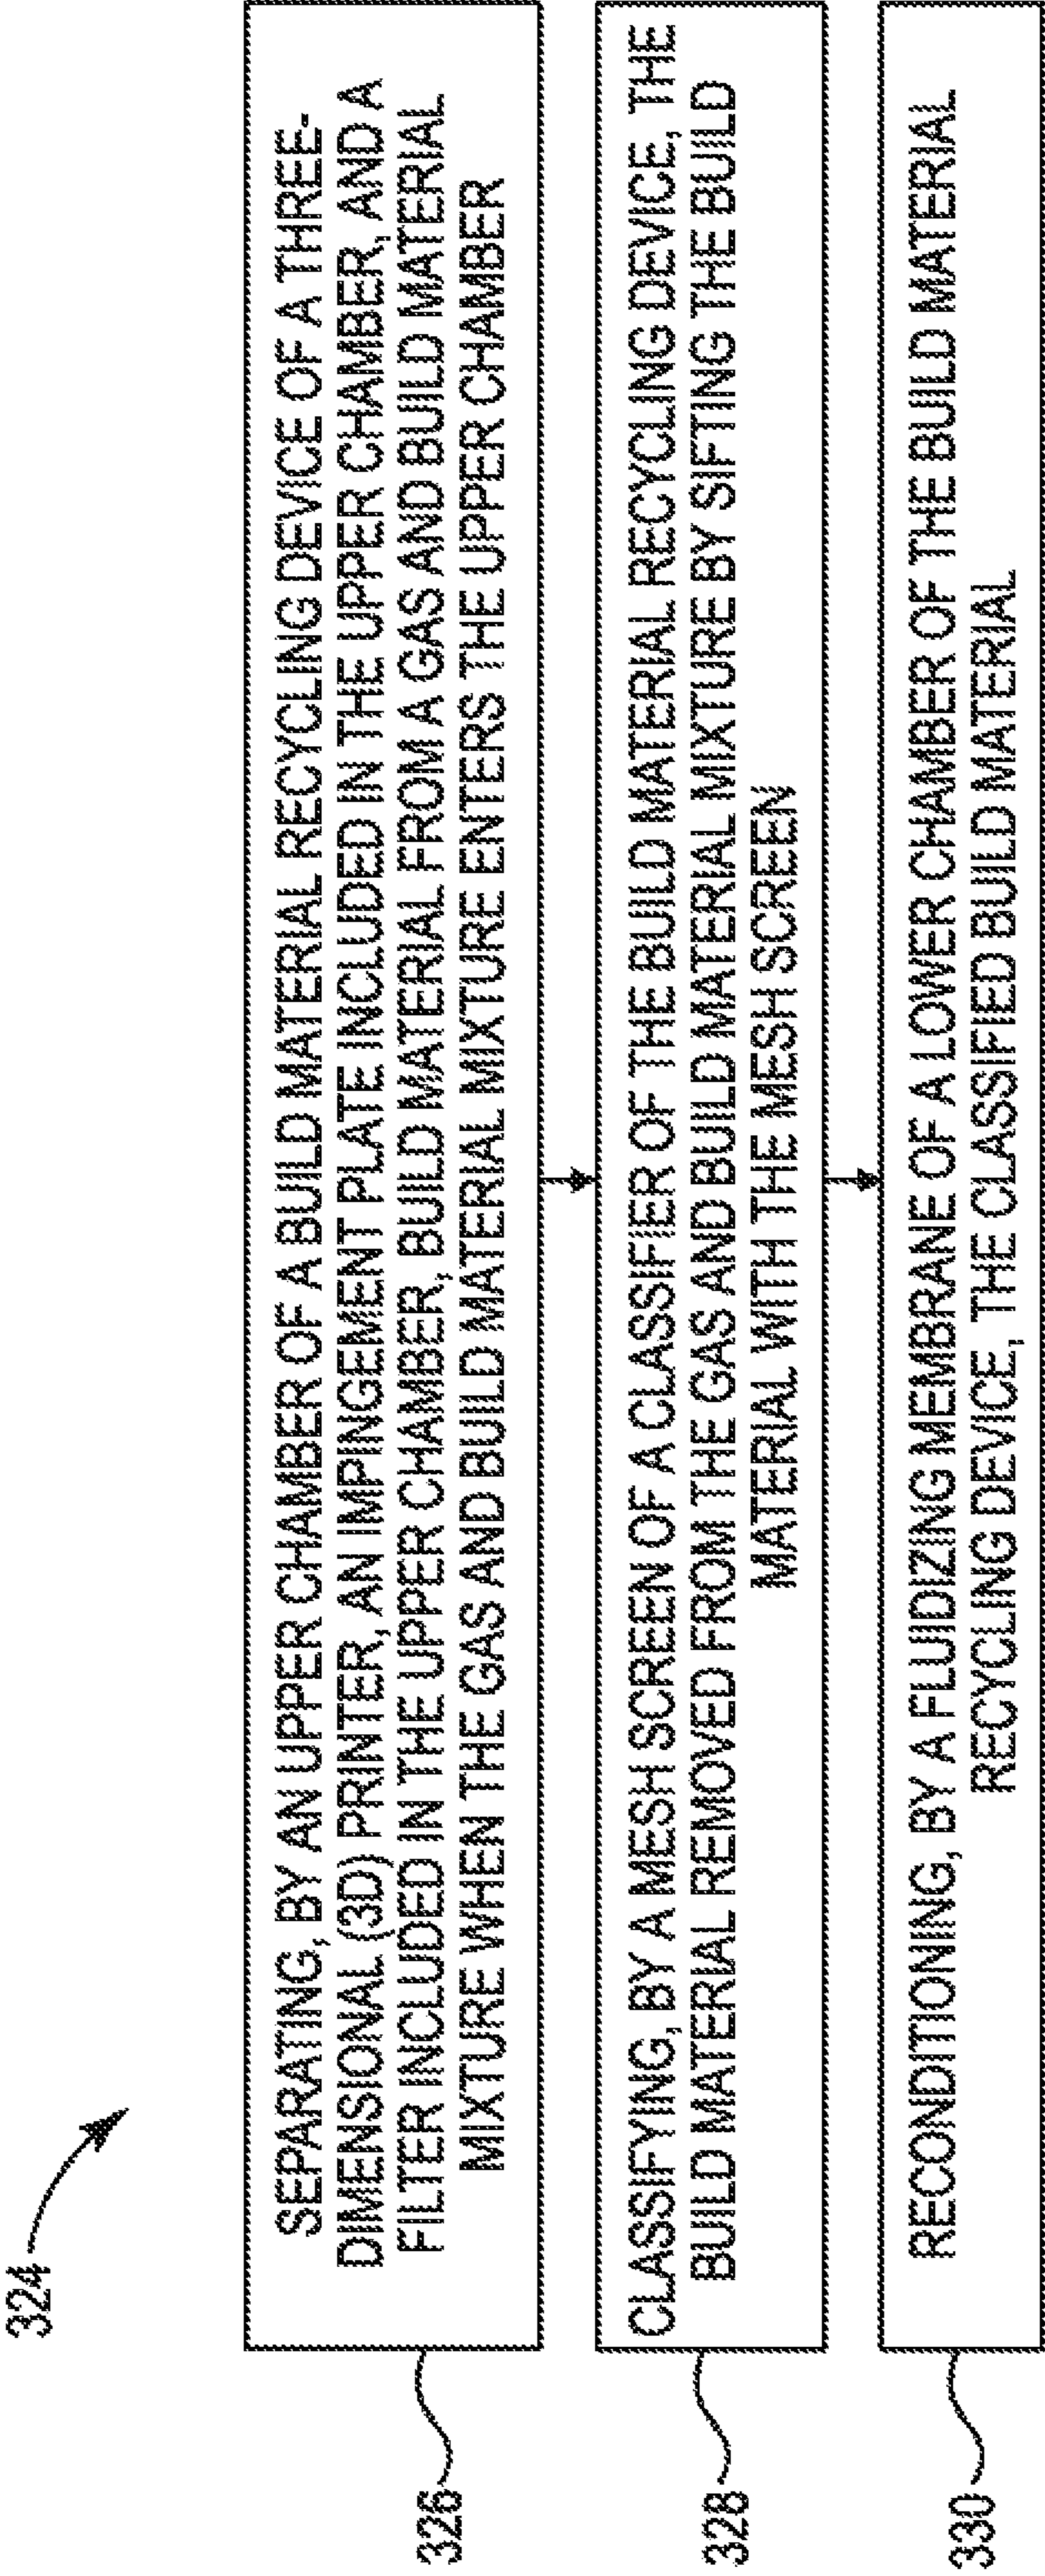 324
326
SEPARATING, BY AN UPPER CHAMBER OF A BUILD MATERIAL RECYCLING DEVICE OF A THREE-
DIMENSIONAL (3D) PRINTER, AN IMPINGEMENT PLATE INCLUDED IN THE UPPER CHAMBER, AND A
FILTER INCLUDED IN THE UPPER CHAMBER, BUILD MATERIAL FROM A GAS AND BUILD MATERIAL
MIXTURE WHEN THE GAS AND BUILD MATERIAL MIXTURE ENTERS THE UPPER CHAMBER
328
CLASSIFYING, BY A MESH SCREEN OF A CLASSIFIER OF THE BUILD MATERIAL RECYCLING DEVICE, THE
BUILD MATERIAL REMOVED FROM THE GAS AND BUILD MATERIAL MIXTURE BY SIFTING THE BUILD
MATERIAL WITH THE MESH SCREEN
330
RECONDITIONING, BY A FLUIDIZING MEMBRANE OF A LOWER CHAMBER OF THE BUILD MATERIAL
RECYCLING DEVICE, THE CLASSIFIED BUILD MATERIAL